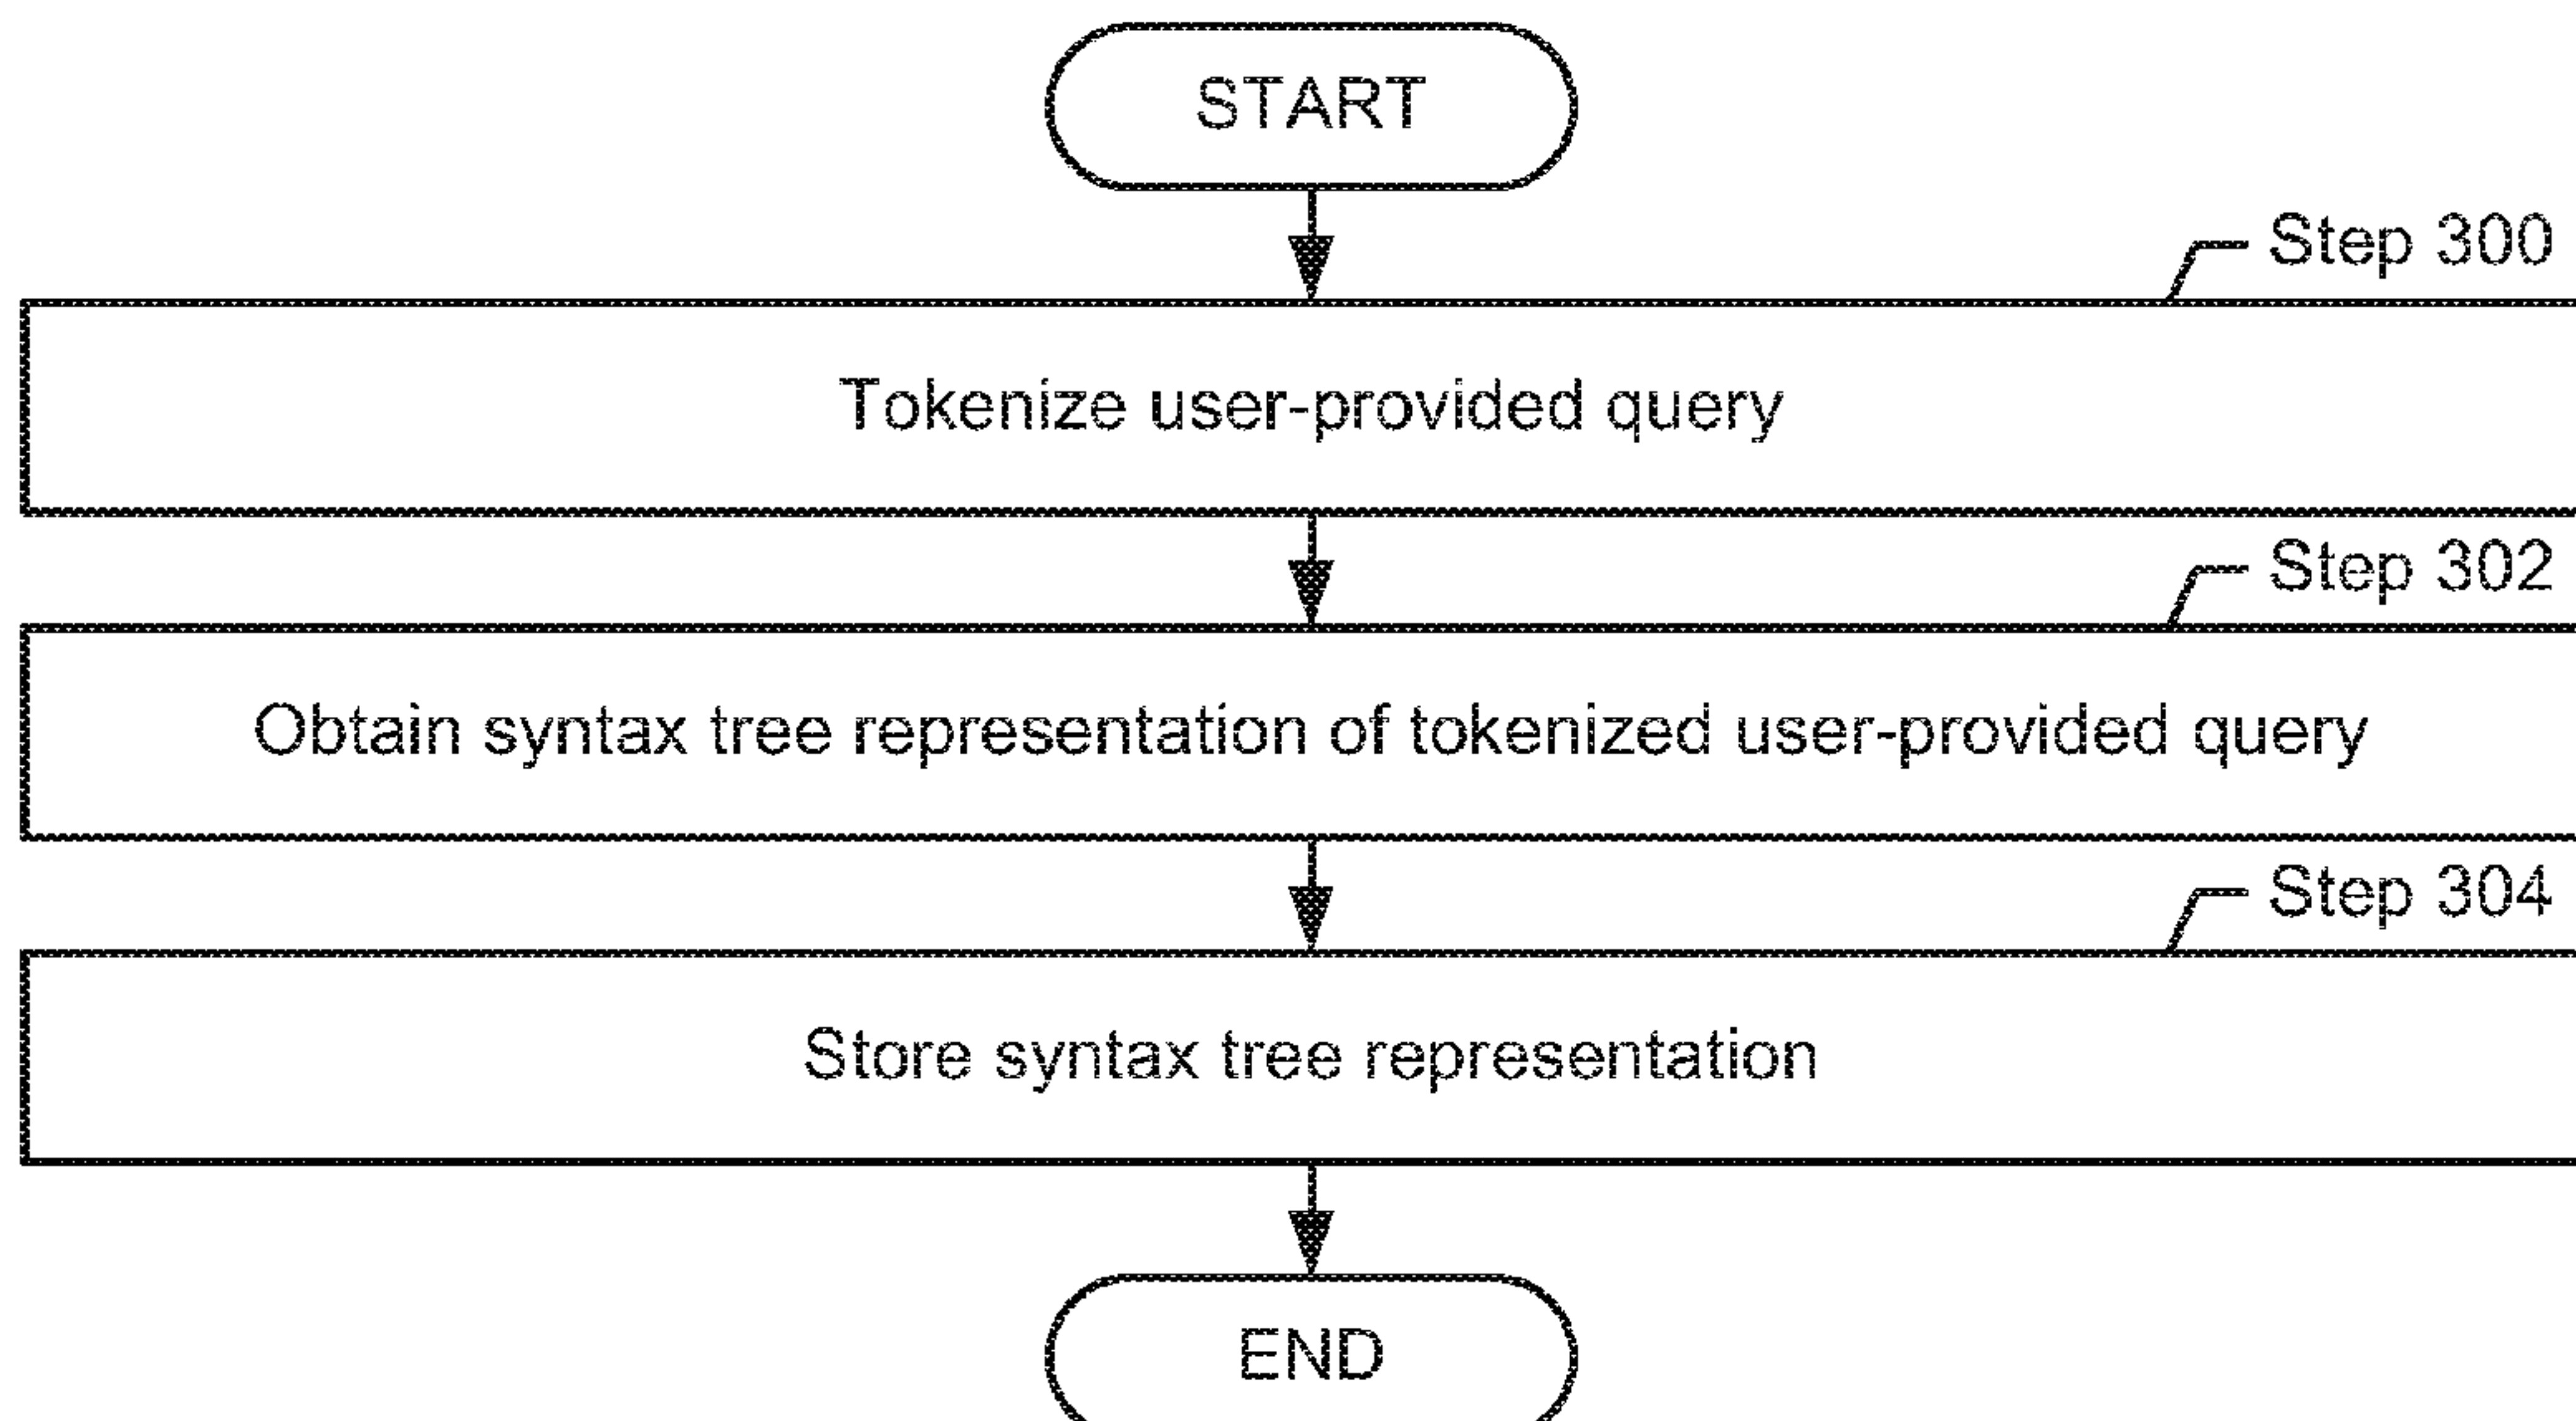 START
Step 300
Tokenize user-provided query
Step 302
Obtain syntax tree representation of tokenized user-provided query
Step 304
Store syntax tree representation
END